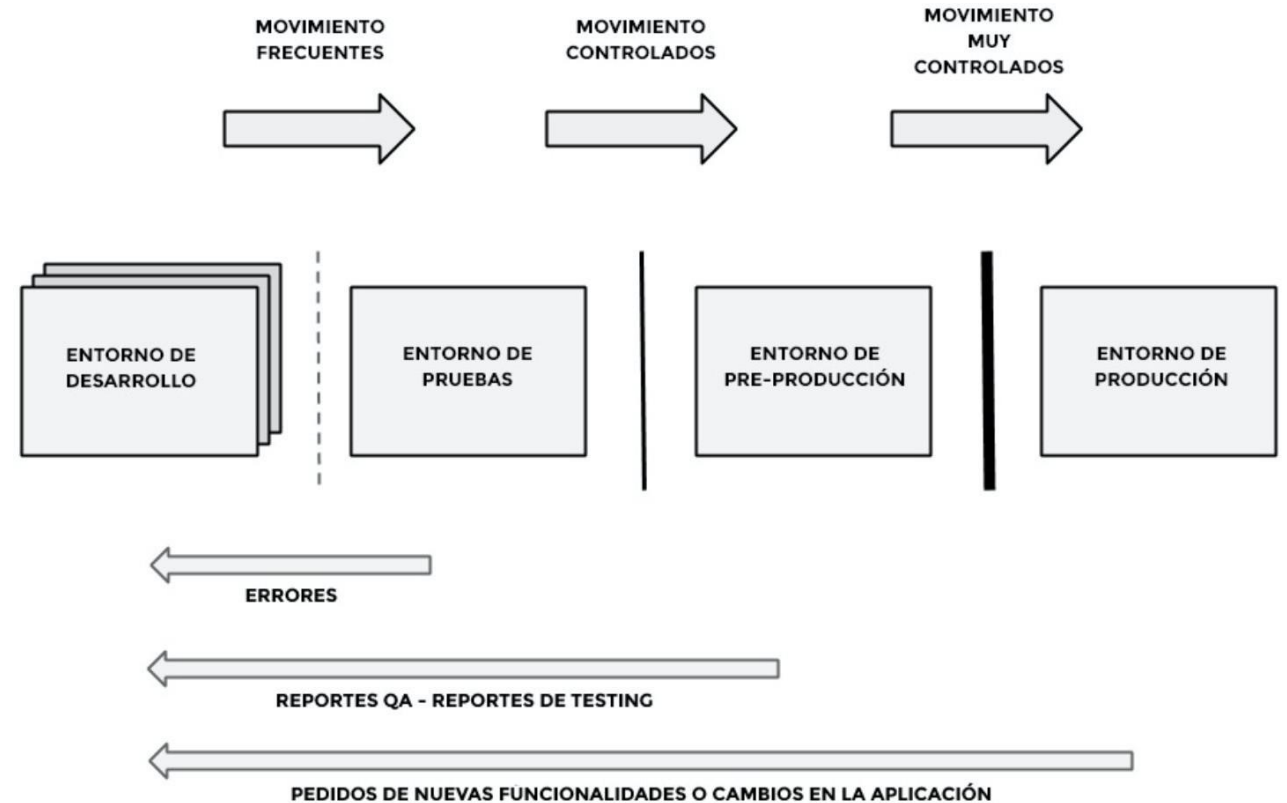 MOVIMIENTO
FRECUENTES
MOVIMIENTO
CONTROLADOS
MOVIMIENTO
MUY
CONTROLADOS
ENTORNO DE
DESARROLLO
ENTORNO DE
PRUEBAS
ENTORNO DE
PRE-PRODUCCIÓN
ENTORNO DE
PRODUCCIÓN
ERRORES
REPORTES QA - REPORTES DE TESTING
PEDIDOS DE NUEVAS FUNCIONALIDADES O CAMBIOS EN LA APLICACIÓN